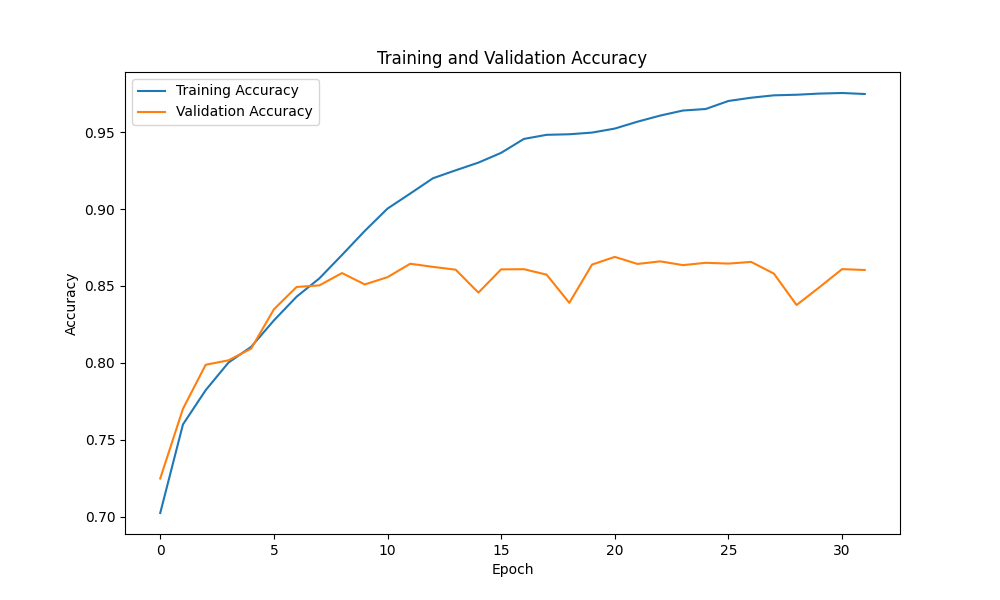 Training and Validation Accuracy
Training Accuracy
Validation Accuracy
Accuracy
0.95
0.90
0.85
0.80
0.75
0.70
0
5
10
15
20
25
30
Epoch